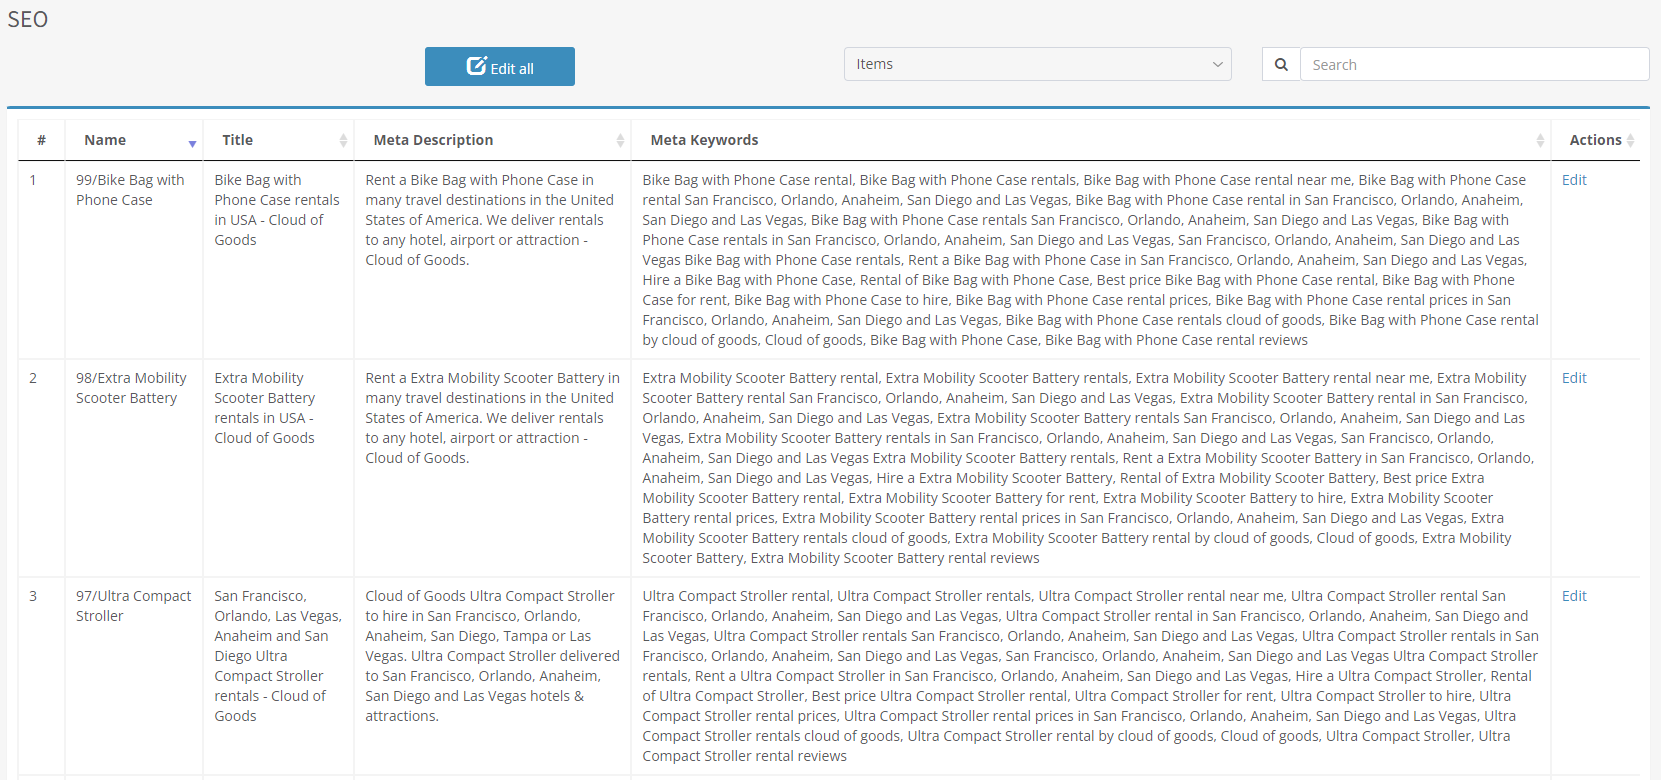 SEO
Edit all
Items
Search
# Name Title Meta Description Meta Keywords Actions
1
99/Bike Bag with
Phone Case
Bike Bag with
Phone Case rentals
in USA - Cloud of
Goods
Rent a Bike Bag with Phone Case in
many travel destinations in the United
States of America. We deliver rentals
to any hotel, airport or attraction -
Cloud of Goods.
Bike Bag with Phone Case rental, Bike Bag with Phone Case rentals, Bike Bag with Phone Case rental near me, Bike Bag with Phone Case
rental San Francisco, Orlando, Anaheim, San Diego and Las Vegas, Bike Bag with Phone Case rental in San Francisco, Orlando, Anaheim,
San Diego and Las Vegas, Bike Bag with Phone Case rentals San Francisco, Orlando, Anaheim, San Diego and Las Vegas, Bike Bag with
Phone Case rentals in San Francisco, Orlando, Anaheim, San Diego and Las Vegas, San Francisco, Orlando, Anaheim, San Diego and Las
Vegas Bike Bag with Phone Case rentals, Rent a Bike Bag with Phone Case in San Francisco, Orlando, Anaheim, San Diego and Las Vegas,
Hire a Bike Bag with Phone Case, Rental of Bike Bag with Phone Case, Best price Bike Bag with Phone Case rental, Bike Bag with Phone
Case for rent, Bike Bag with Phone Case to hire, Bike Bag with Phone Case rental prices, Bike Bag with Phone Case rental prices in San
Francisco, Orlando, Anaheim, San Diego and Las Vegas, Bike Bag with Phone Case rentals cloud of goods, Bike Bag with Phone Case rental
by cloud of goods, Cloud of goods, Bike Bag with Phone Case, Bike Bag with Phone Case rental reviews
Edit
2
98/Extra Mobility
Scooter Battery
Extra Mobility
Scooter Battery
rentals in USA -
Cloud of Goods
Rent a Extra Mobility Scooter Battery in
many travel destinations in the United
States of America. We deliver rentals
to any hotel, airport or attraction -
Cloud of Goods.
Extra Mobility Scooter Battery rental, Extra Mobility Scooter Battery rentals, Extra Mobility Scooter Battery rental near me, Extra Mobility
Scooter Battery rental San Francisco, Orlando, Anaheim, San Diego and Las Vegas, Extra Mobility Scooter Battery rental in San Francisco,
Orlando, Anaheim, San Diego and Las Vegas, Extra Mobility Scooter Battery rentals San Francisco, Orlando, Anaheim, San Diego and Las
Vegas, Extra Mobility Scooter Battery rentals in San Francisco, Orlando, Anaheim, San Diego and Las Vegas, San Francisco, Orlando,
Anaheim, San Diego and Las Vegas Extra Mobility Scooter Battery rentals, Rent a Extra Mobility Scooter Battery in San Francisco, Orlando,
Anaheim, San Diego and Las Vegas, Hire a Extra Mobility Scooter Battery, Rental of Extra Mobility Scooter Battery, Best price Extra
Mobility Scooter Battery rental, Extra Mobility Scooter Battery for rent, Extra Mobility Scooter Battery to hire, Extra Mobility Scooter
Battery rental prices, Extra Mobility Scooter Battery rental prices in San Francisco, Orlando, Anaheim, San Diego and Las Vegas, Extra
Mobility Scooter Battery rentals cloud of goods, Extra Mobility Scooter Battery rental by cloud of goods, Cloud of goods, Extra Mobility
Scooter Battery, Extra Mobility Scooter Battery rental reviews
Edit
3
97/Ultra Compact
Stroller
San Francisco,
Orlando, Las Vegas,
Anaheim and San
Diego Ultra
Compact Stroller
rentals - Cloud of
Goods
Cloud of Goods Ultra Compact Stroller
to hire in San Francisco, Orlando,
Anaheim, San Diego, Tampa or Las
Vegas. Ultra Compact Stroller delivered
to San Francisco, Orlando, Anaheim,
San Diego and Las Vegas hotels &
attractions.
Ultra Compact Stroller rental, Ultra Compact Stroller rentals, Ultra Compact Stroller rental near me, Ultra Compact Stroller rental San
Francisco, Orlando, Anaheim, San Diego and Las Vegas, Ultra Compact Stroller rental in San Francisco, Orlando, Anaheim, San Diego and
Las Vegas, Ultra Compact Stroller rentals San Francisco, Orlando, Anaheim, San Diego and Las Vegas, Ultra Compact Stroller rentals in San
Francisco, Orlando, Anaheim, San Diego and Las Vegas, San Francisco, Orlando, Anaheim, San Diego and Las Vegas Ultra Compact Stroller
rentals, Rent a Ultra Compact Stroller in San Francisco, Orlando, Anaheim, San Diego and Las Vegas, Hire a Ultra Compact Stroller, Rental
of Ultra Compact Stroller, Best price Ultra Compact Stroller rental, Ultra Compact Stroller for rent, Ultra Compact Stroller to hire, Ultra
Compact Stroller rental prices, Ultra Compact Stroller rental prices in San Francisco, Orlando, Anaheim, San Diego and Las Vegas, Ultra
Compact Stroller rentals cloud of goods, Ultra Compact Stroller rental by cloud of goods, Cloud of goods, Ultra Compact Stroller, Ultra
Compact Stroller rental reviews
Edit